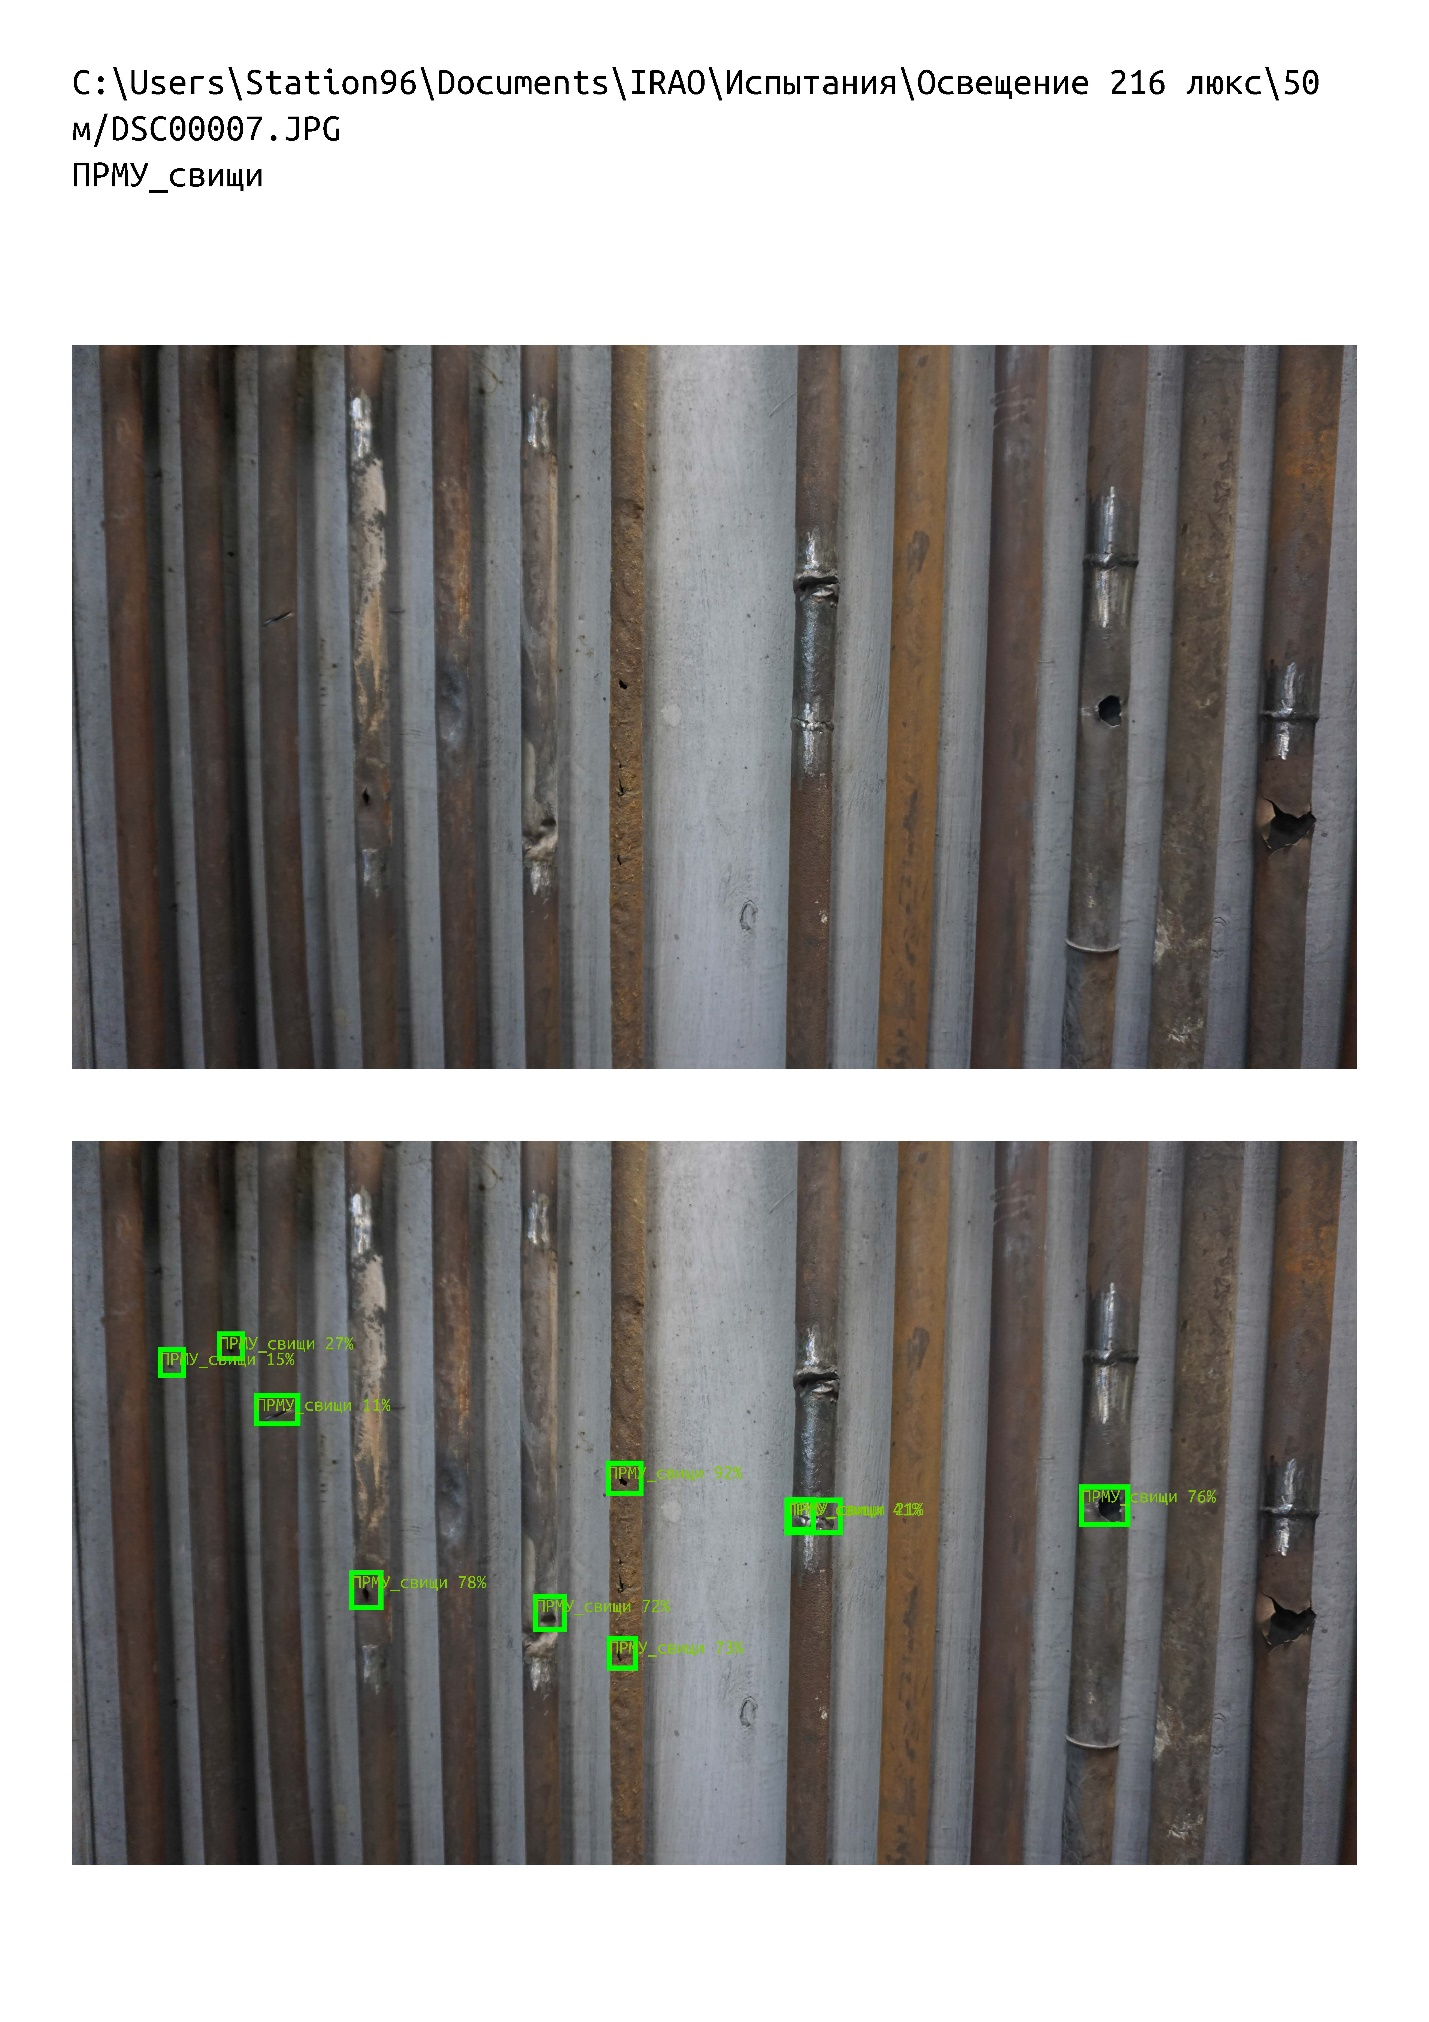 C:\Users\Station96\Documents\IRAO\Испытания\Освещение 216 люкс\50
м/DSC00007.JPG
ПРМУ_свищи
ПРМУ_свищи 27%
ПРМУ_свищи 15%
ПРМУ_свищи 11%
ПРМУ_свищи 92%
ПРМУ_свищи 76%
ПРМУ_свищи
ПРМУ_свищи 78%
ПРМУ_свищи 72%
ПРМУ_свищи 73%